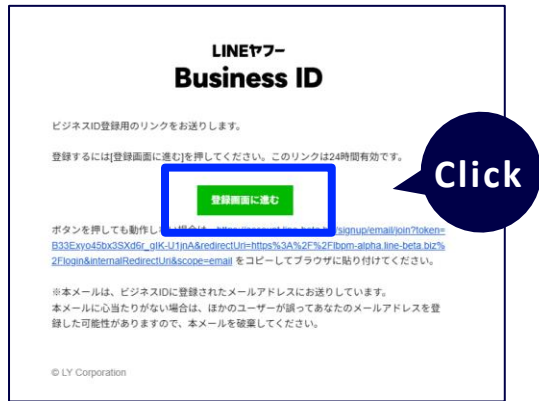 LINEヤフー
Business ID
ビジネスID登録用のリンクをお送りします。
登録するには[登録画面に進む]を押してください。このリンクは24時間有効です。
Click
登録画面に進む
ボタンを押しても動作しない場合は、
/signup/email/join?token=
B33Exyo45bx3SXd6r_qIK-U1jnA&redirectUri=https%3A%2F%2Flbpm-alpha.line-beta.biz%
2Flogin&internalRedirectUri&scope=email をコピーしてブラウザに貼り付けてください。
※本メールは、ビジネスIDに登録されたメールアドレスにお送りしています。
本メールに心当たりがない場合は、ほかのユーザーが誤ってあなたのメールアドレスを登
録した可能性がありますので、本メールを破棄してください。
© LY Corporation